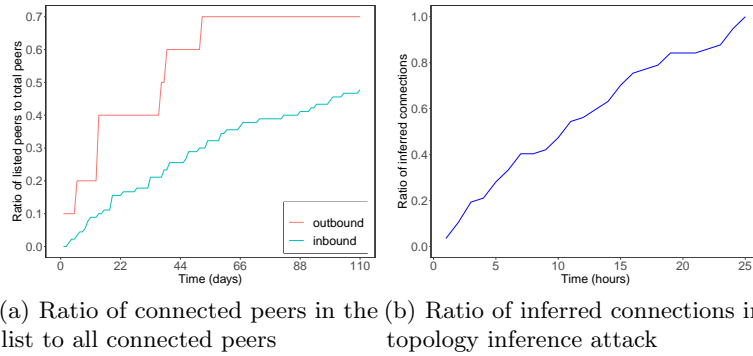 0.7
0.6
0.5
0.4
0.3
0.2
0.1
0.0
Ratio of listed peers to total peers
outbound
inbound
0 22 44 66 88 110
Time (days)
1.0
0.8
0.6
0.4
0.2
0.0
Ratio of inferred connections
0 5 10 15 20 25
Time (hours)
(a) Ratio of connected peers in the
list to all connected peers
(b) Ratio of inferred connections in
topology inference attack